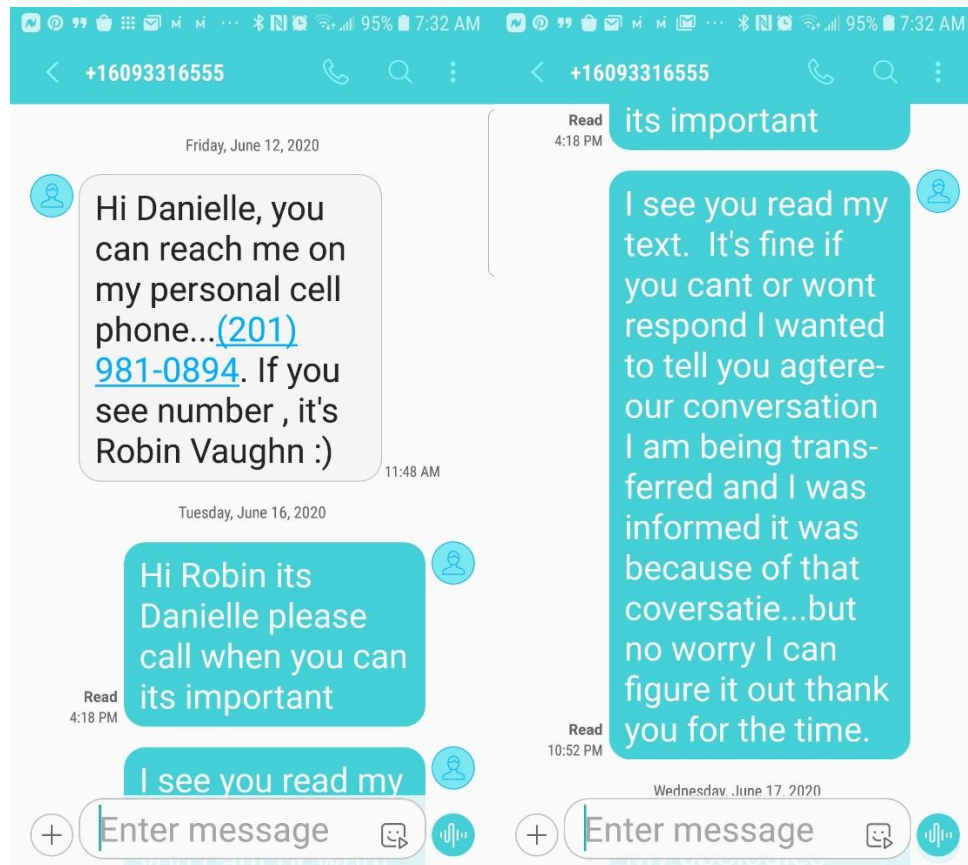 95% 7:32 AM
+16093316555
Friday, June 12, 2020
Hi Danielle, you
can reach me on
my personal cell
phone...(201)
981-0894. If you
see number , it's
Robin Vaughn :)
11:48 AM
Tuesday, June 16, 2020
Hi Robin its
Danielle please
call when you can
its important
Read
4:18 PM
I see you read my
Enter message
95% 7:32 AM
+16093316555
its important
Read
4:18 PM
I see you read my
text. It's fine if
you cant or wont
respond I wanted
to tell you agtere-
our conversation
I am being trans-
ferred and I was
informed it was
because of that
coversatie...but
no worry I can
figure it out thank
you for the time.
Read
10:52 PM
Wednesday, June 17, 2020
Enter message